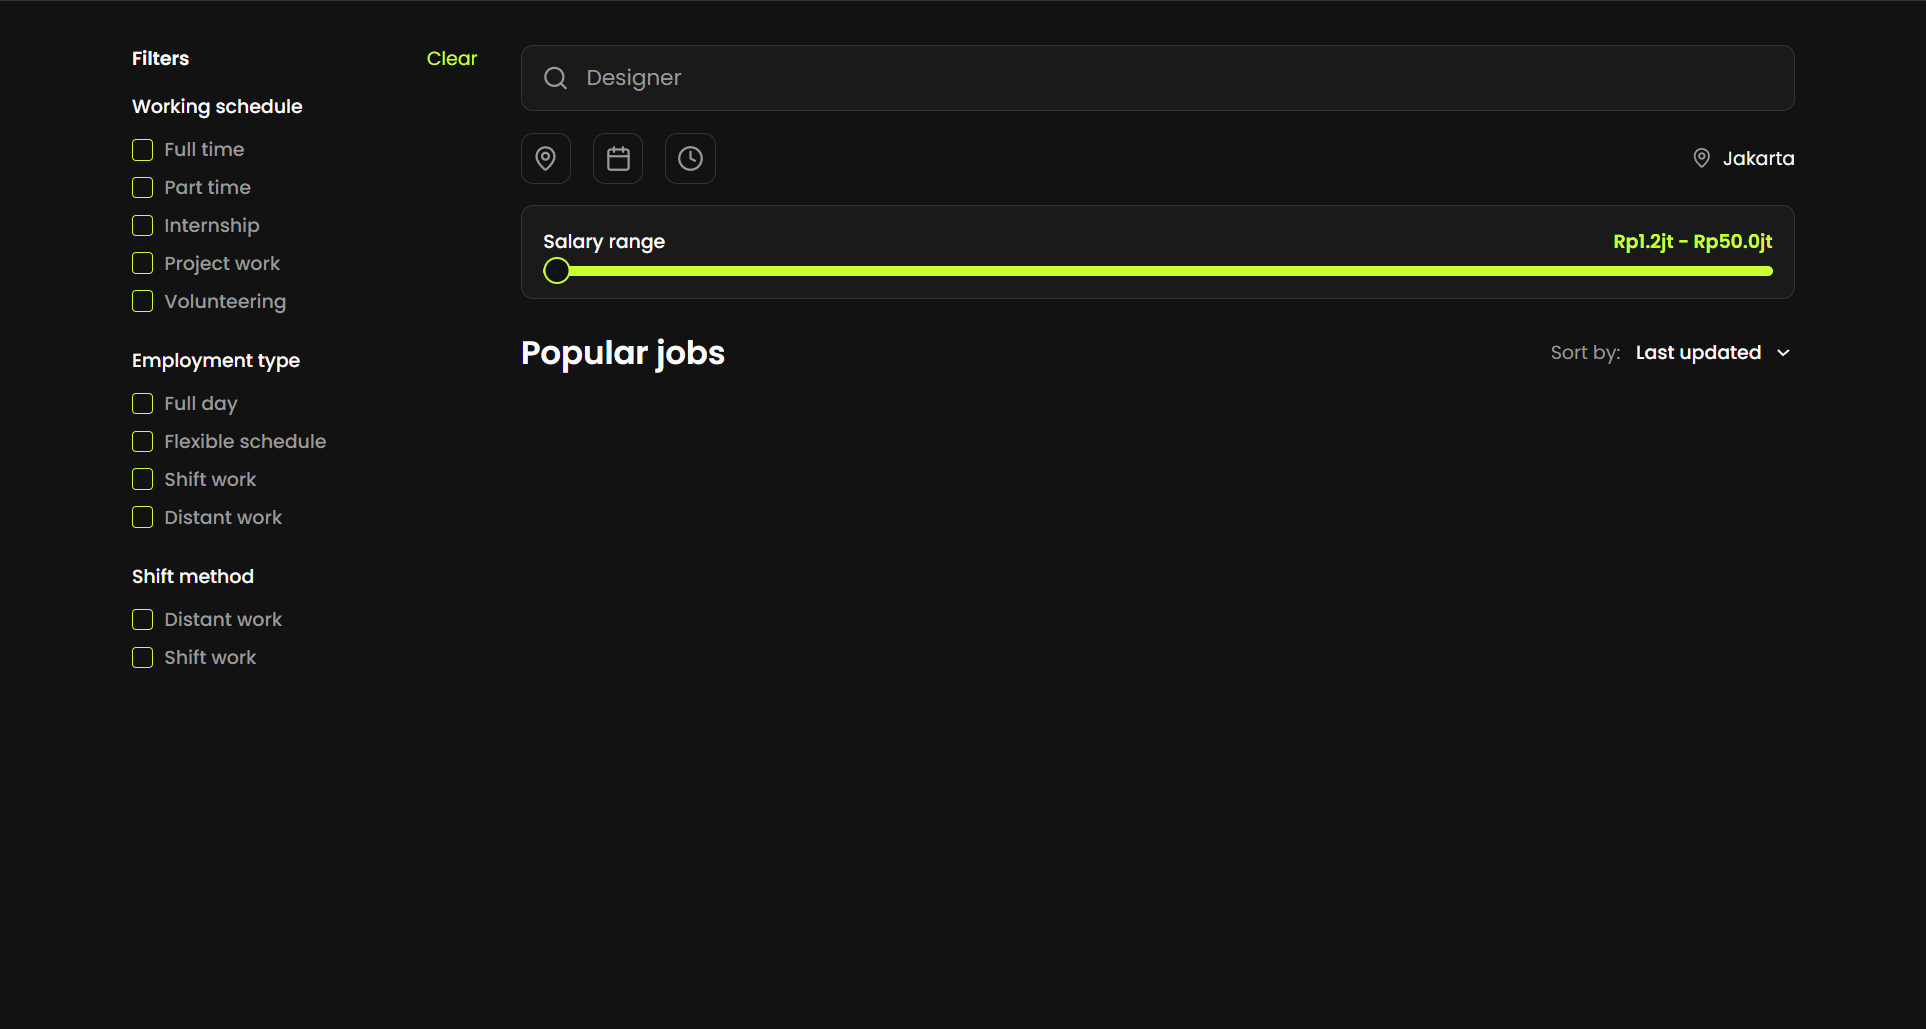 Filters
Clear
Working schedule
Full time
Part time
Internship
Project work
Volunteering
Employment type
Full day
Flexible schedule
Shift work
Distant work
Shift method
Distant work
Shift work
Designer
Jakarta
Salary range
Rp1.2jt - Rp50.0jt
Popular jobs
Sort by: Last updated